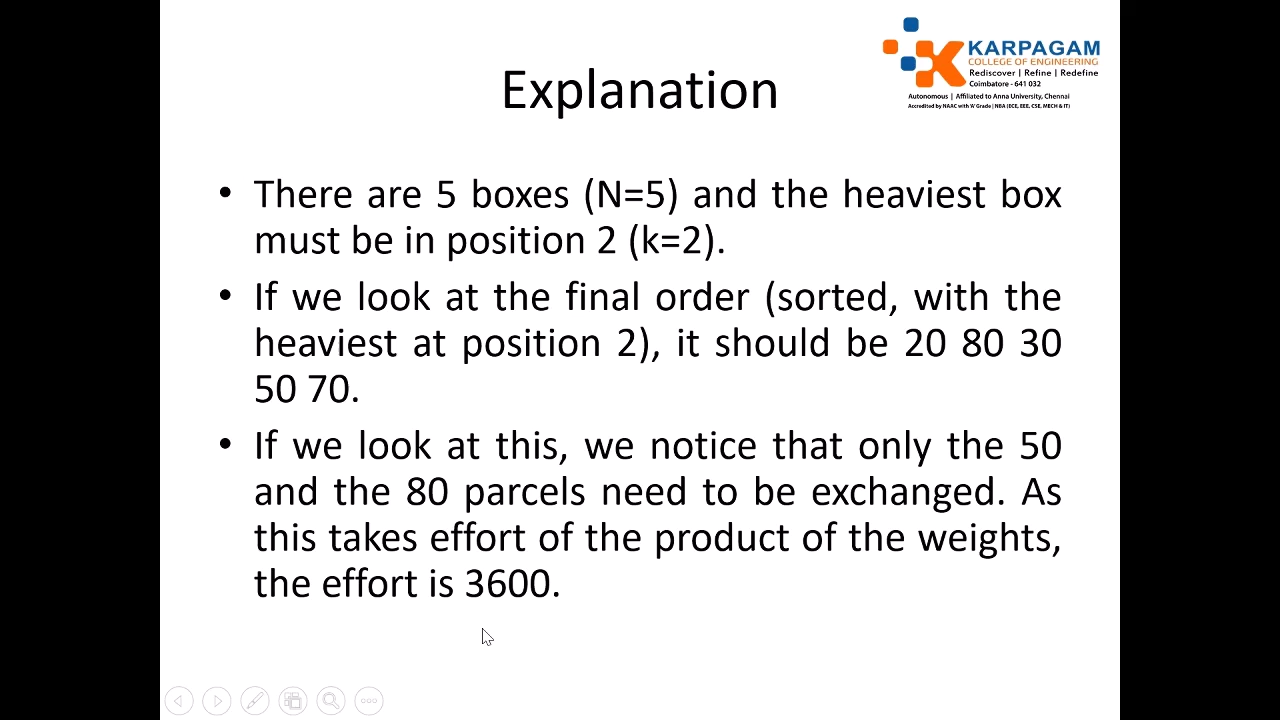 KARPAGAM
COLLEGE OF ENGINEERING
Rediscover | Refine | Redefine
Coimbatore - 641 032
Autonomous | Affiliated to Anna University, Chennai
Accredited by NAAC with 'A' Grade | NBA (ECE, EEE, CSE, MECH & IT)
Explanation
• There are 5 boxes (N=5) and the heaviest box
must be in position 2 (k=2).
• If we look at the final order (sorted, with the
heaviest at position 2), it should be 20 80 30
50 70.
• If we look at this, we notice that only the 50
and the 80 parcels need to be exchanged. As
this takes effort of the product of the weights,
the effort is 3600.